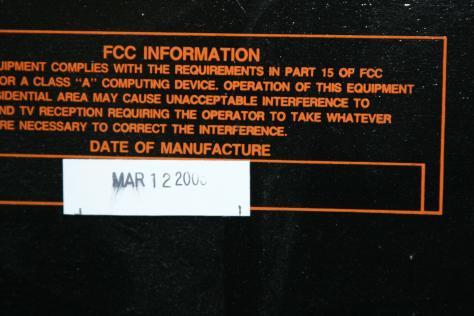 FCC INFORMATION
UIPMENT COMPLIES WITH THE REQUIREMENTS IN PART 15 OF FCC
OR A CLASS "A" COMPUTING DEVICE. OPERATION OF THIS EQUIPMENT
SIDENTIAL AREA MAY CAUSE UNACCEPTABLE INTERFERENCE TO
ND TV RECEPTION REQUIRING THE OPERATOR TO TAKE WHATEVER
RE NECESSARY TO CORRECT THE INTERFERENCE.
DATE OF MANUFACTURE
MAR 12